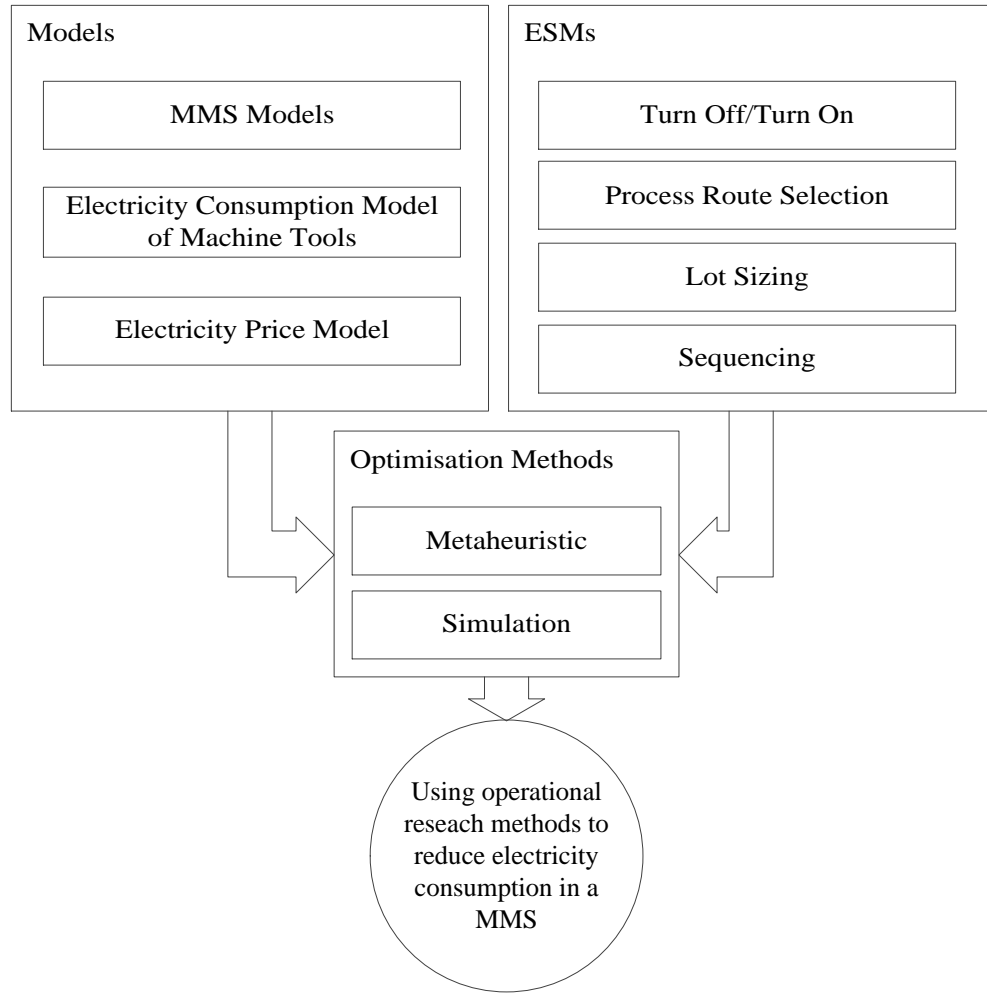 Models
MMS Models
Electricity Consumption Model
of Machine Tools
Electricity Price Model
ESMs
Turn Off/Turn On
Process Route Selection
Lot Sizing
Sequencing
Optimisation Methods
Metaheuristic
Simulation
Using operational
reseach methods to
reduce electricity
consumption in a
MMS